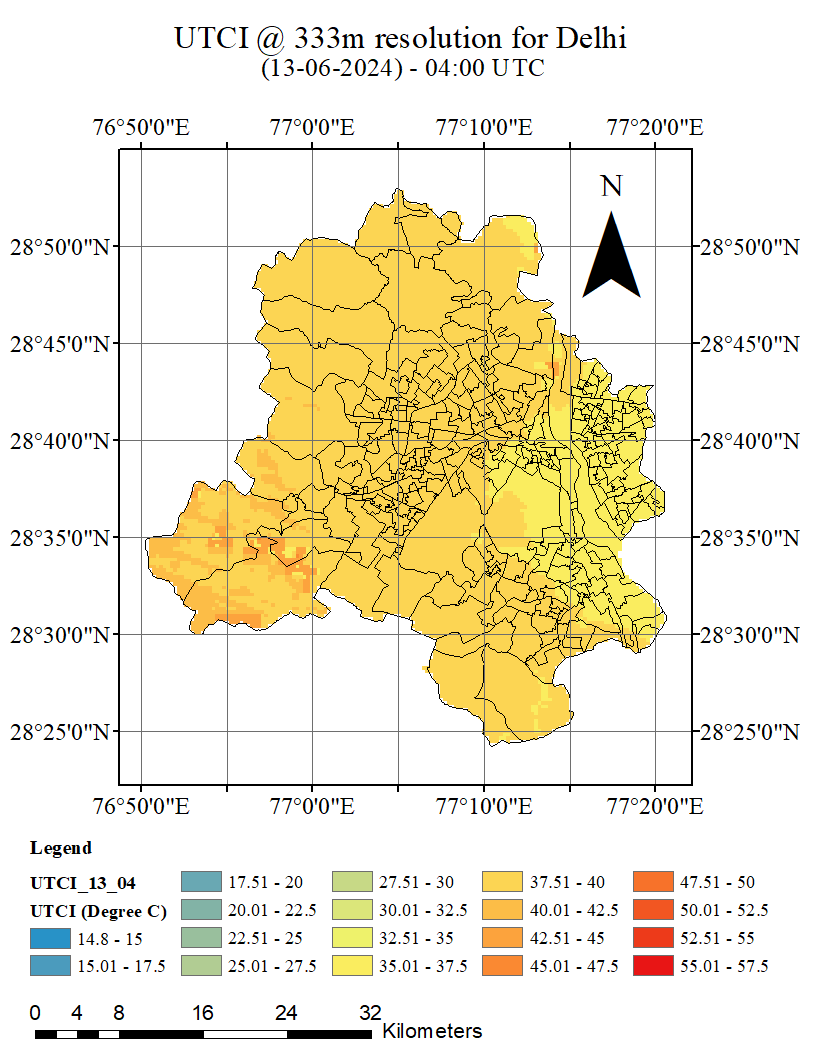 UTCI @ 333m resolution for Delhi
(13-06-2024) - 04:00 UTC
76°50'0"E 77°0'0"E 77°10'0"E 77°20'0"E
N
28°50'0"N 28°50'0"N
28°45'0"N 28°45'0"N
28°40'0"N 28°40'0"N
28°35'0"N 28°35'0"N
28°30'0"N 28°30'0"N
28°25'0"N 28°25'0"N
76°50'0"E 77°0'0"E 77°10'0"E 77°20'0"E
Legend
UTCI_13_04 17.51 - 20 27.51 - 30 37.51 - 40 47.51 - 50
UTCI (Degree C) 20.01 - 22.5 30.01 - 32.5 40.01 - 42.5 50.01 - 52.5
14.8 - 15 22.51 - 25 32.51 - 35 42.51 - 45 52.51 - 55
15.01 - 17.5 25.01 - 27.5 35.01 - 37.5 45.01 - 47.5 55.01 - 57.5
0 4 8 16 24 32
Kilometers